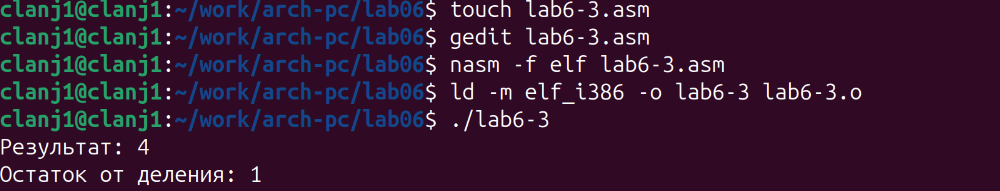 clanj1@clanj1:~/work/arch-pc/lab06$ touch lab6-3.asm
clanj1@clanj1:~/work/arch-pc/lab06$ gedit lab6-3.asm
clanj1@clanj1:~/work/arch-pc/lab06$ nasm -f elf lab6-3.asm
clanj1@clanj1:~/work/arch-pc/lab06$ ld -m elf_i386 -o lab6-3 lab6-3.o
clanj1@clanj1:~/work/arch-pc/lab06$ ./lab6-3
Результат: 4
Остаток от деления: 1